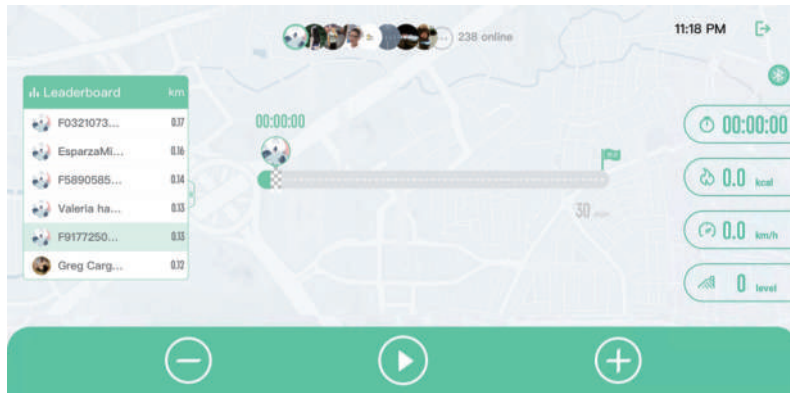 238 online
11:18 PM
Leaderboard km
F0321073... 0.17
EsparzaMi... 0.16
F5890585... 0.14
Valeria ha... 0.13
F9177250... 0.13
Greg Carg... 0.12
00:00:00
30
00:00:00
0.0 kcal
0.0 km/h
0 level